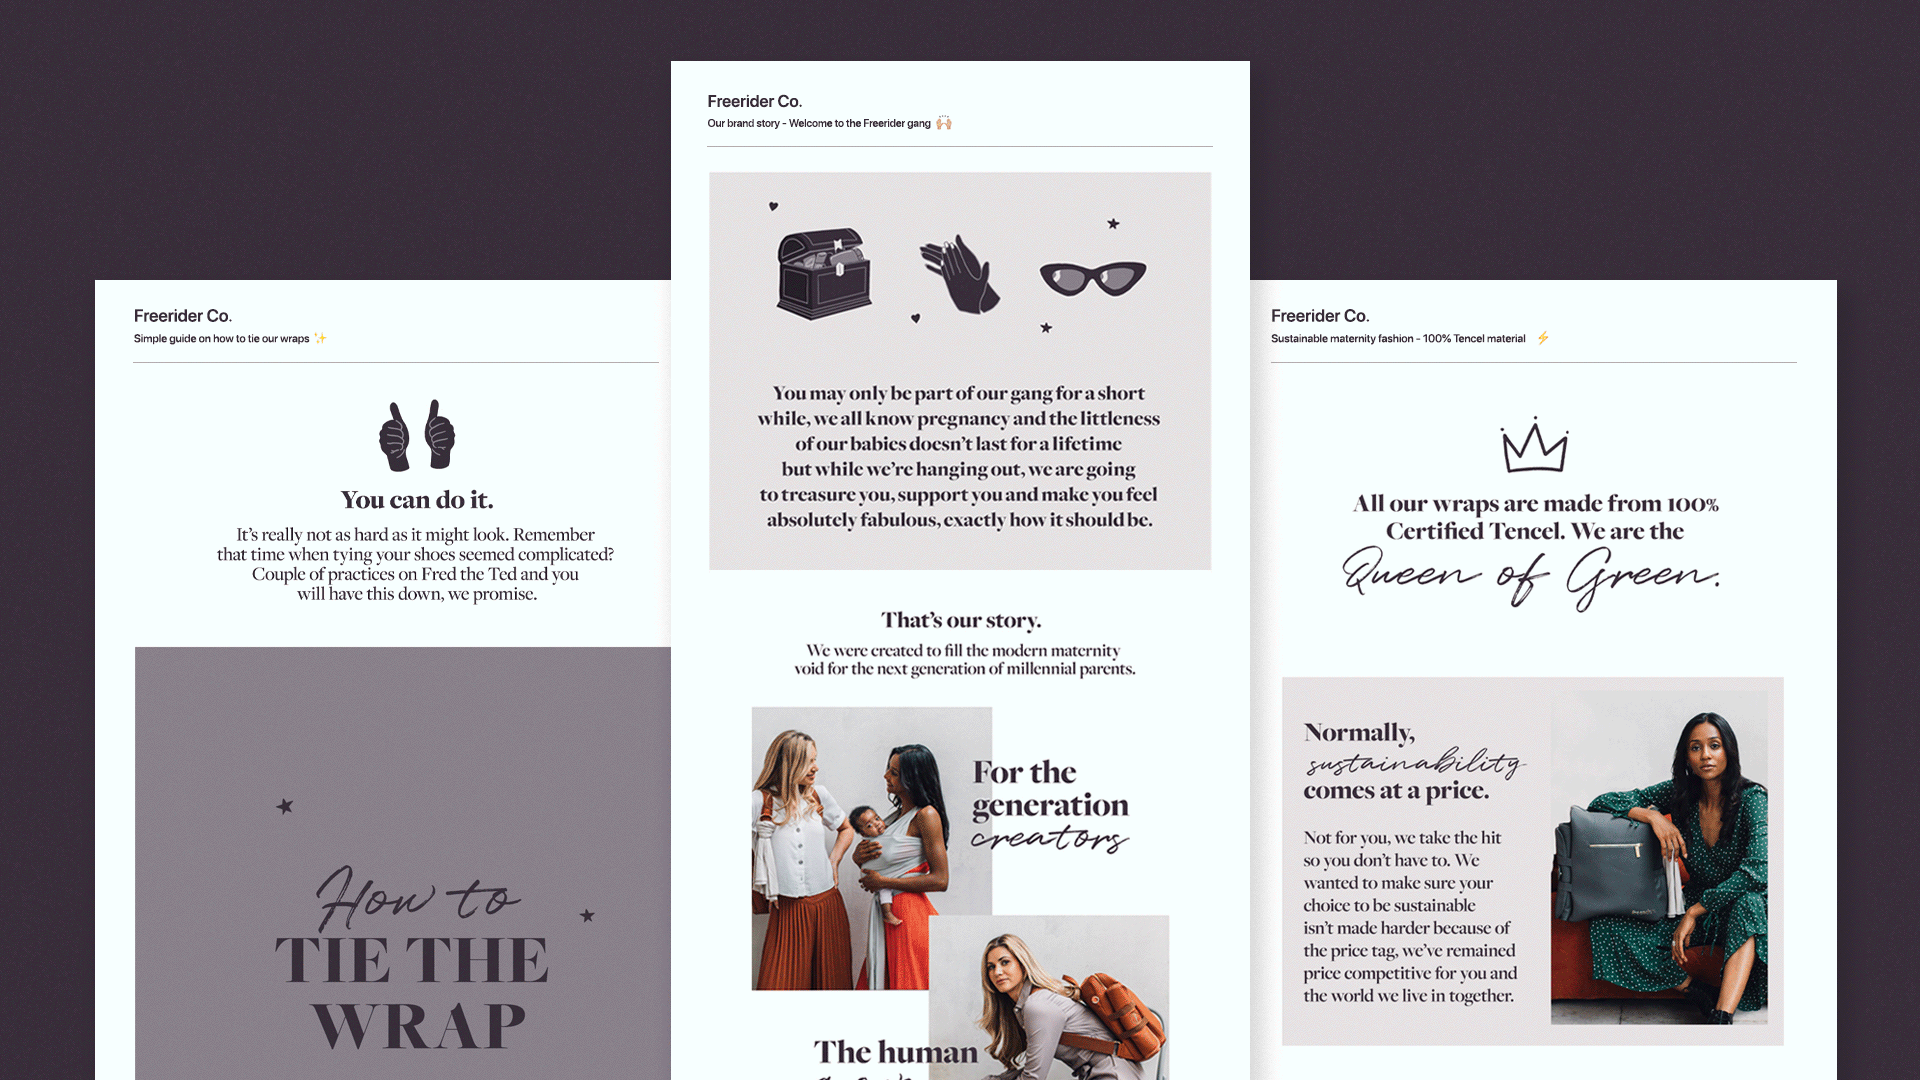 Freerider Co.
Simple guide on how to tie our wraps ✨
You can do it.
It's really not as hard as it might look. Remember
that time when tying your shoes seemed complicated?
Couple of practices on Fred the Ted and you
will have this down, we promise.
How to
TIE THE
WRAP
Freerider Co.
Our brand story - Welcome to the Freerider gang 🙌🏼
You may only be part of our gang for a short
while, we all know pregnancy and the littleness
of our babies doesn't last for a lifetime
but while we're hanging out, we are going
to treasure you, support you and make you feel
absolutely fabulous, exactly how it should be.
That's our story.
We were created to fill the modern maternity
void for the next generation of millennial parents.
For the
generation
creators
The human
Freerider Co.
Sustainable maternity fashion - 100% Tencel material ⚡
All our wraps are made from 100%
Certified Tencel. We are the
Queen of Green.
Normally,
sustainability
comes at a price.
Not for you, we take the hit
so you don't have to. We
wanted to make sure your
choice to be sustainable
isn't made harder because of
the price tag, we've remained
price competitive for you and
the world we live in together.